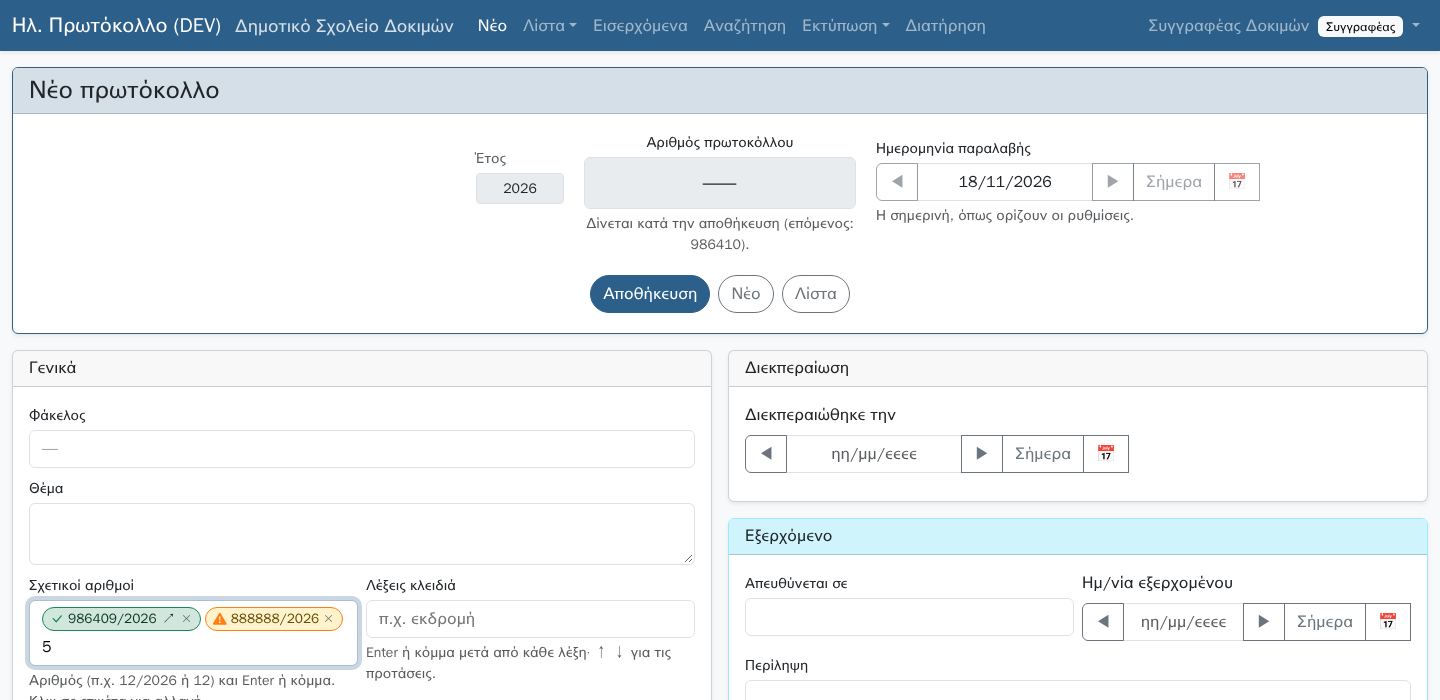 Ηλ. Πρωτόκολλο (DEV) Δημοτικό Σχολείο Δοκιμών Νέο Λίστα Εισερχόμενα Αναζήτηση Εκτύπωση Διατήρηση Συγγραφέας Δοκιμών Συγγραφέας
Νέο πρωτόκολλο
Έτος
2026
Αριθμός πρωτοκόλλου
——
Δίνεται κατά την αποθήκευση (επόμενος:
986410).
Ημερομηνία παραλαβής
◀ 18/11/2026 ▶ Σήμερα
Η σημερινή, όπως ορίζουν οι ρυθμίσεις.
Αποθήκευση Νέο Λίστα
Γενικά
Φάκελος
—
Θέμα
Σχετικοί αριθμοί
✓ 986409/2026 ↗ × 888888/2026 ×
5
Αριθμός (π.χ. 12/2026 ή 12) και Enter ή κόμμα.
Λέξεις κλειδιά
π.χ. εκδρομή
Enter ή κόμμα μετά από κάθε λέξη· ↑ ↓ για τις
προτάσεις.
Διεκπεραίωση
Διεκπεραιώθηκε την
◀ ηη/μμ/εεεε ▶ Σήμερα
Εξερχόμενο
Απευθύνεται σε
Ημ/νία εξερχομένου
◀ ηη/μμ/εεεε ▶ Σήμερα
Περίληψη